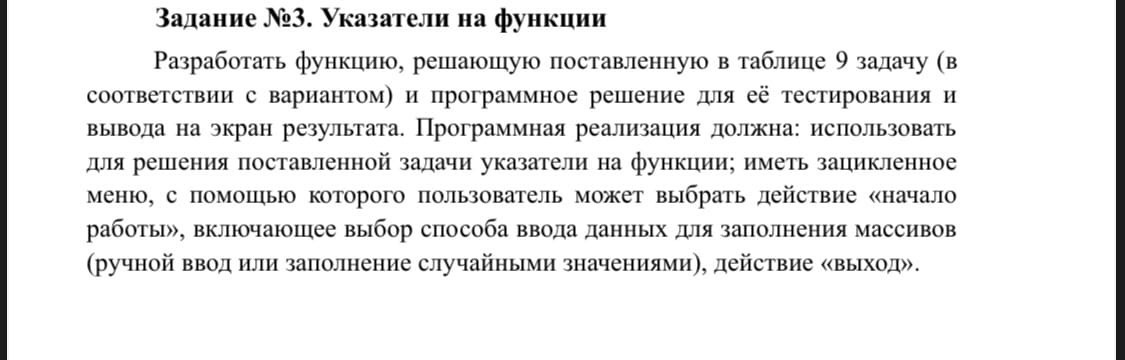 Задание №3. Указатели на функции
Разработать функцию, решающую поставленную в таблице 9 задачу (в
соответствии с вариантом) и программное решение для её тестирования и
вывода на экран результата. Программная реализация должна: использовать
для решения поставленной задачи указатели на функции; иметь зацикленное
меню, с помощью которого пользователь может выбрать действие «начало
работы», включающее выбор способа ввода данных для заполнения массивов
(ручной ввод или заполнение случайными значениями), действие «выход».